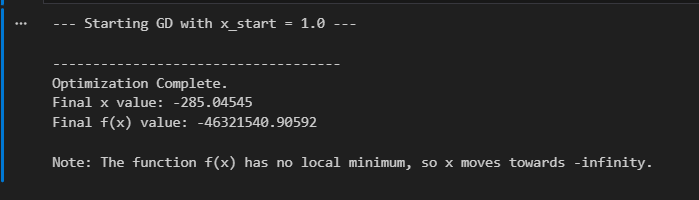 --- Starting GD with x_start = 1.0 ---
------------------------------------
Optimization Complete.
Final x value: -285.04545
Final f(x) value: -46321540.90592
Note: The function f(x) has no local minimum, so x moves towards -infinity.